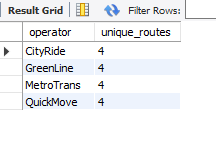 Result Grid Filter Rows:
operator unique_routes
CityRide 4
GreenLine 4
MetroTrans 4
QuickMove 4